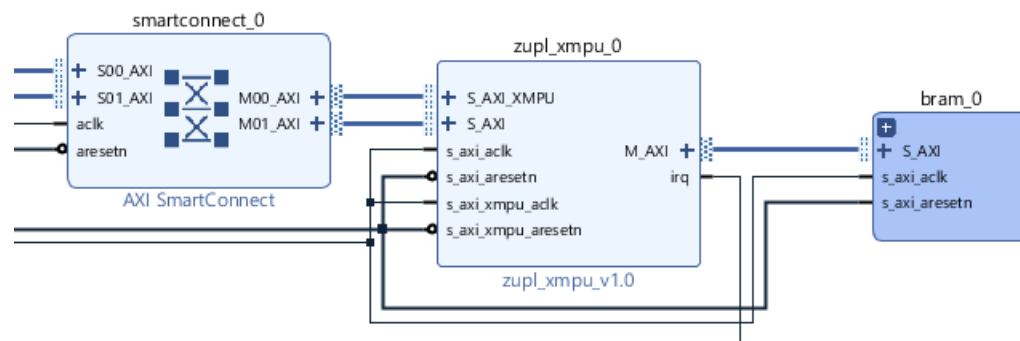 smartconnect_0
S00_AXI
S01_AXI
aclk
aresetn
M00_AXI
M01_AXI
AXI SmartConnect
zupl_xmpu_0
S_AXI_XMPU
S_AXI
s_axi_aclk
s_axi_aresetn
s_axi_xmpu_aclk
s_axi_xmpu_aresetn
M_AXI
irq
zupl_xmpu_v1.0
bram_0
S_AXI
s_axi_aclk
s_axi_aresetn